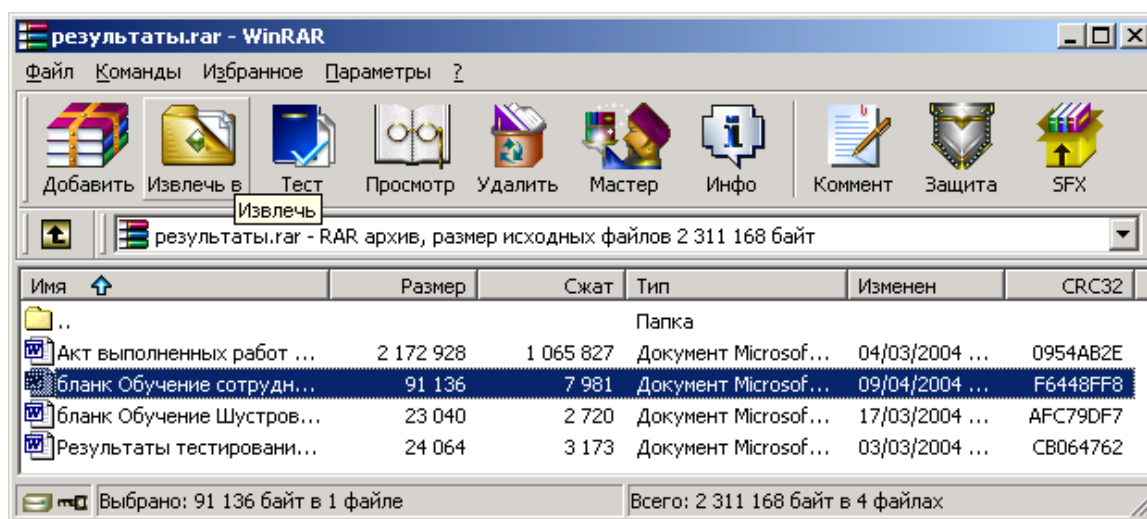 результаты.rar - WinRAR
Файл Команды Избранное Параметры ?
Добавить Извлечь в Тест Просмотр Удалить Мастер Инфо Коммент Защита SFX
Извлечь
результаты.rar - RAR архив, размер исходных файлов 2 311 168 байт
Имя Размер Сжат Тип Изменен CRC32
.. Папка
Акт выполненных работ ... 2 172 928 1 065 827 Документ Microsof... 04/03/2004 ... 0954AB2E
бланк Обучение сотрудн... 91 136 7 981 Документ Microsof... 09/04/2004 ... F6448FF8
бланк Обучение Шустров... 23 040 2 720 Документ Microsof... 17/03/2004 ... AFC79DF7
Результаты тестировани... 24 064 3 173 Документ Microsof... 03/03/2004 ... CB064762
Выбрано: 91 136 байт в 1 файле Всего: 2 311 168 байт в 4 файлах